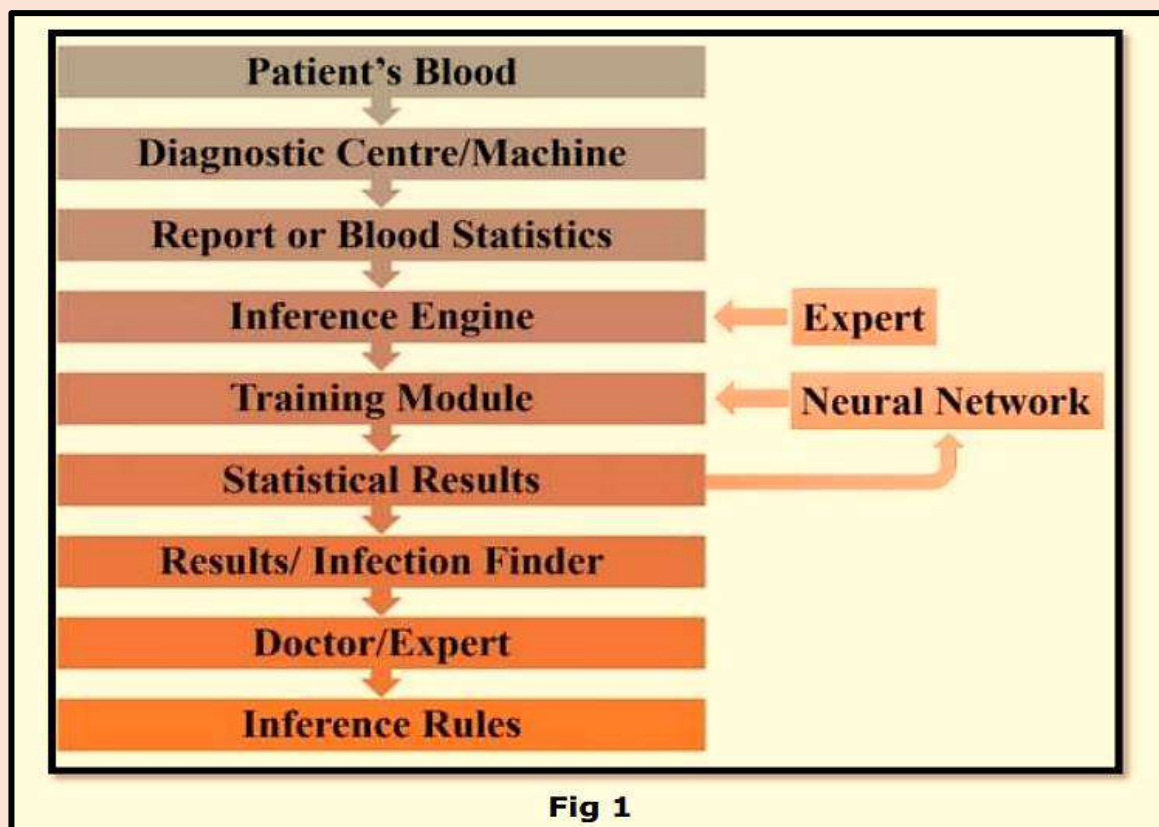 Patient's Blood
Diagnostic Centre/Machine
Report or Blood Statistics
Inference Engine
Expert
Training Module
Neural Network
Statistical Results
Results/ Infection Finder
Doctor/Expert
Inference Rules
Fig 1